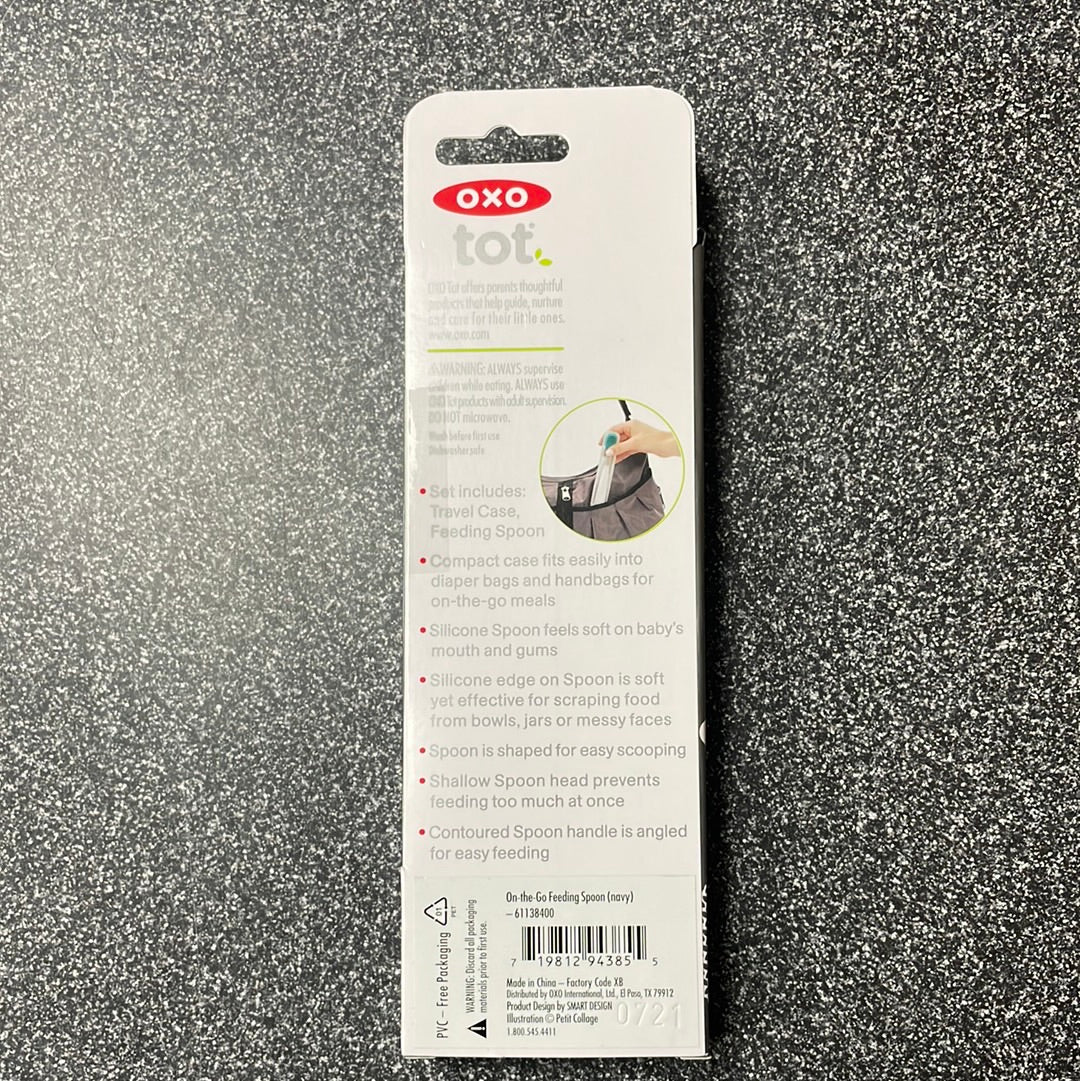 OXO
tot
OXO Tot offers parents thoughtful
products that help guide, nurture
and care for their little ones.
www.oxo.com
WARNING: ALWAYS supervise
children while eating. ALWAYS use
OXO Tot products with adult supervision.
DO NOT microwave.
Wash before first use
Dishwasher safe
• Set includes:
Travel Case,
Feeding Spoon
• Compact case fits easily into
diaper bags and handbags for
on-the-go meals
• Silicone Spoon feels soft on baby's
mouth and gums
• Silicone edge on Spoon is soft
yet effective for scraping food
from bowls, jars or messy faces
• Spoon is shaped for easy scooping
• Shallow Spoon head prevents
feeding too much at once
• Contoured Spoon handle is angled
for easy feeding
PVC – Free Packaging
01
PET
WARNING: Discard all packaging
materials prior to first use.
On-the-Go Feeding Spoon (navy)
– 61138400
7 19812 94385 5
Made in China – Factory Code XB
Distributed by OXO International, Ltd., El Paso, TX 79912
Product Design by SMART DESIGN
Illustration © Petit Collage
1.800.545.4411
0721